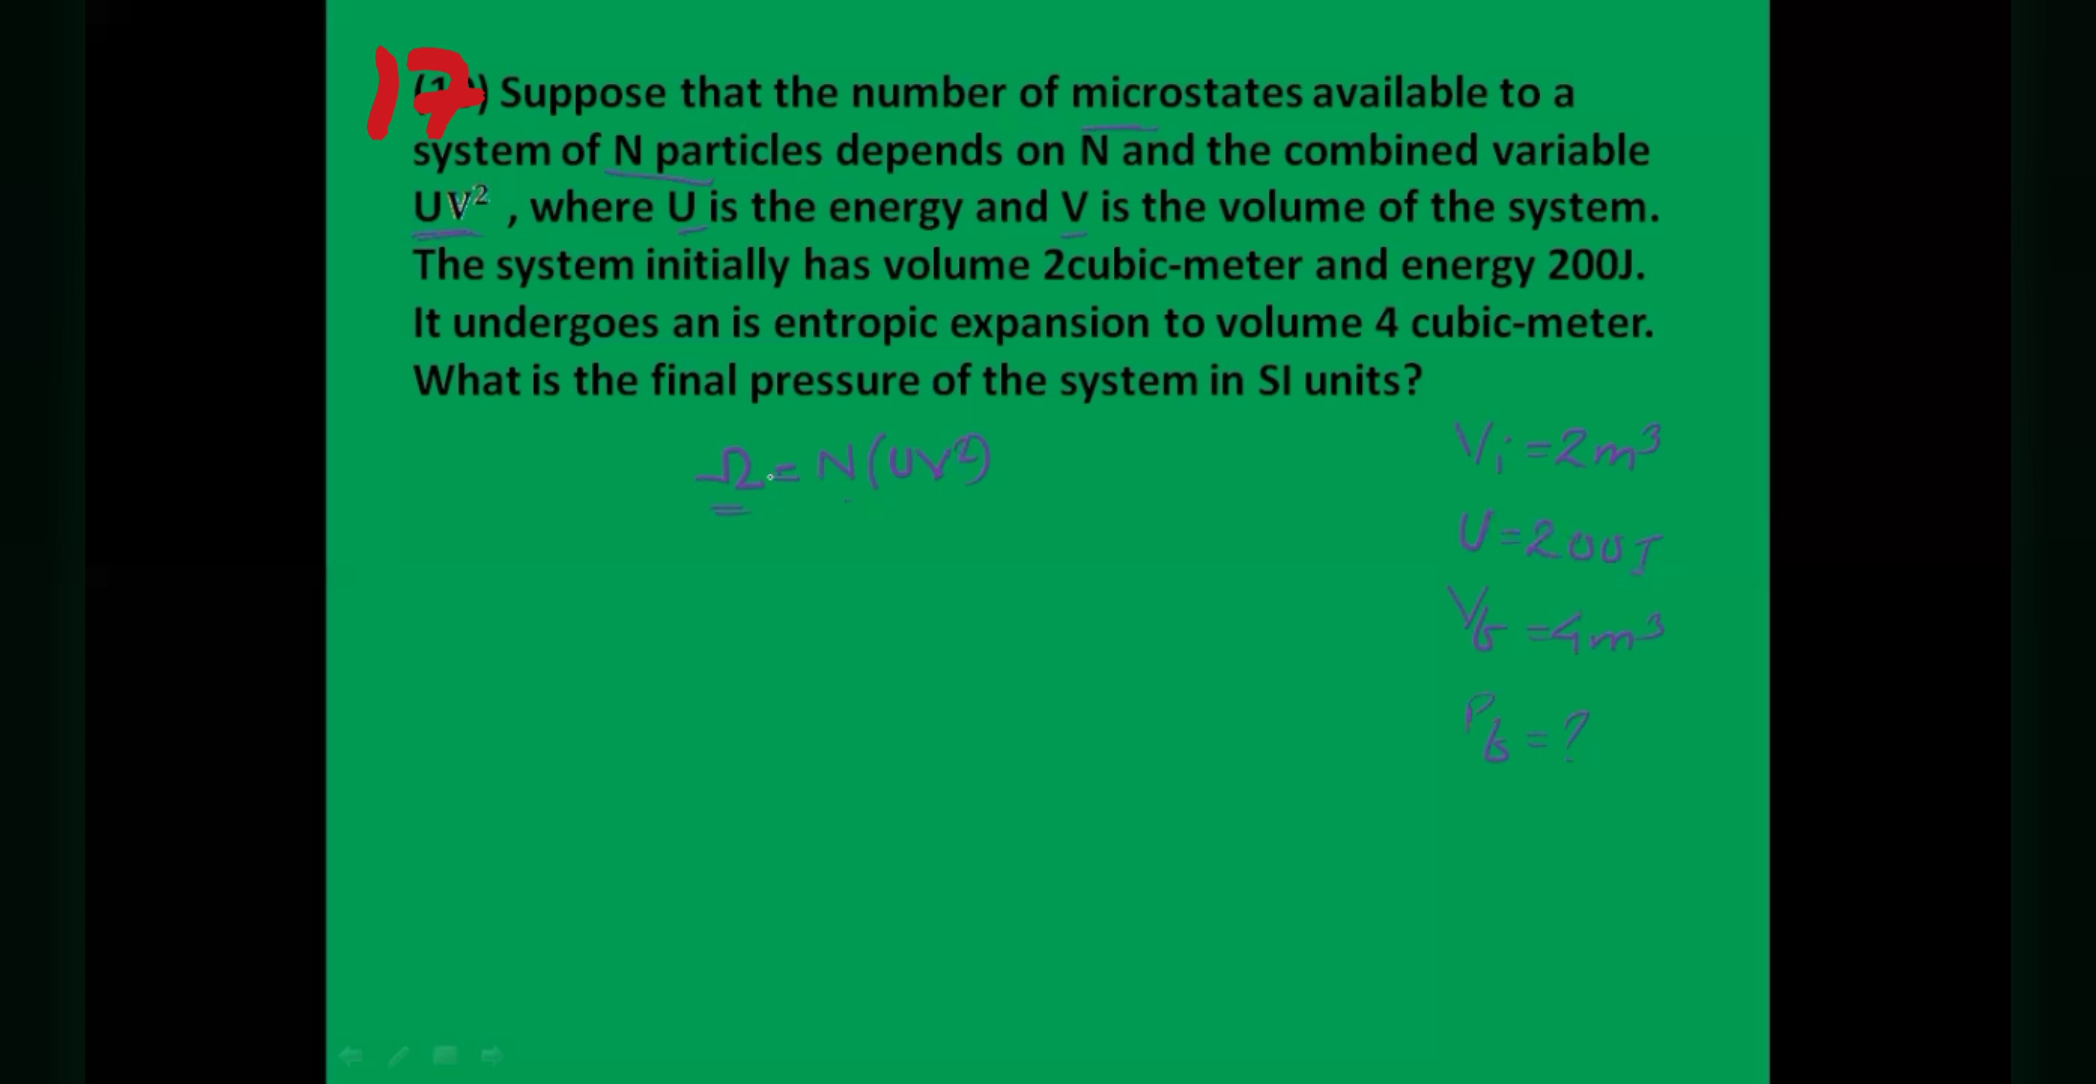 17
Suppose that the number of microstates available to a
system of N particles depends on N and the combined variable
UV² , where U is the energy and V is the volume of the system.
The system initially has volume 2cubic-meter and energy 200J.
It undergoes an is entropic expansion to volume 4 cubic-meter.
What is the final pressure of the system in SI units?
Ω = N(UV²)
Vi = 2m³
U = 200J
Vf = 4m³
Pf = ?